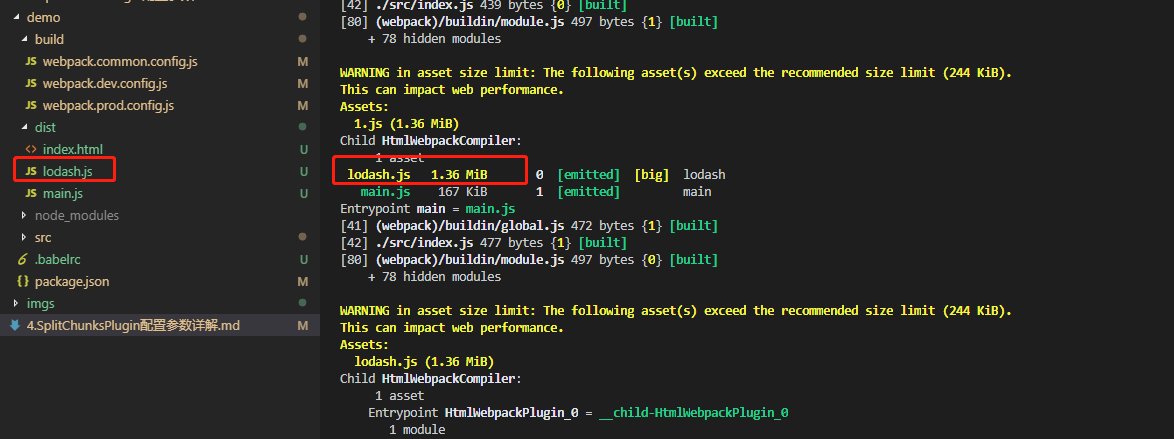 demo
build
JS webpack.common.config.js M
JS webpack.dev.config.js M
JS webpack.prod.config.js M
dist
<> index.html U
JS lodash.js U
JS main.js U
node_modules
src
.babelrc U
{} package.json M
imgs
4.SplitChunksPlugin配置参数详解.md M
[42] ./src/index.js 439 bytes {0} [built]
[80] (webpack)/buildin/module.js 497 bytes {1} [built]
+ 78 hidden modules
WARNING in asset size limit: The following asset(s) exceed the recommended size limit (244 KiB).
This can impact web performance.
Assets:
1.js (1.36 MiB)
Child HtmlWebpackCompiler:
1 asset
lodash.js 1.36 MiB 0 [emitted] [big] lodash
main.js 167 KiB 1 [emitted] main
Entrypoint main = main.js
[41] (webpack)/buildin/global.js 472 bytes {1} [built]
[42] ./src/index.js 477 bytes {1} [built]
[80] (webpack)/buildin/module.js 497 bytes {0} [built]
+ 78 hidden modules
WARNING in asset size limit: The following asset(s) exceed the recommended size limit (244 KiB).
This can impact web performance.
Assets:
lodash.js (1.36 MiB)
Child HtmlWebpackCompiler:
1 asset
Entrypoint HtmlWebpackPlugin_0 = __child-HtmlWebpackPlugin_0
1 module